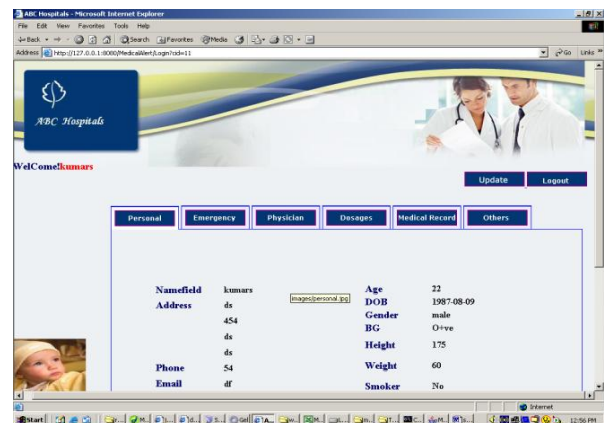 ABC Hospitals - Microsoft Internet Explorer
File Edit View Favorites Tools Help
Back Search Favorites Media
Address http://127.0.0.1:8080/MedicalAlert/Login?cid=11 Go Links »
ABC Hospitals
WelCome!kumars
Update Logout
Personal Emergency Physician Dosages Medical Record Others
Namefield kumars Age 22
images/personal.jpg
Address ds DOB 1987-08-09
454 Gender male
ds BG O+ve
ds Height 175
Phone 54 Weight 60
Email df Smoker No
Internet
Start 12:56 PM